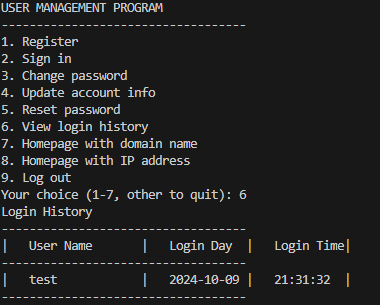 USER MANAGEMENT PROGRAM
-----------------------------------
1. Register
2. Sign in
3. Change password
4. Update account info
5. Reset password
6. View login history
7. Homepage with domain name
8. Homepage with IP address
9. Log out
Your choice (1-7, other to quit): 6
Login History
-----------------------------------
|   User Name       |   Login Day  |   Login Time|
-----------------------------------
|   test            |   2024-10-09 |   21:31:32  |
-----------------------------------